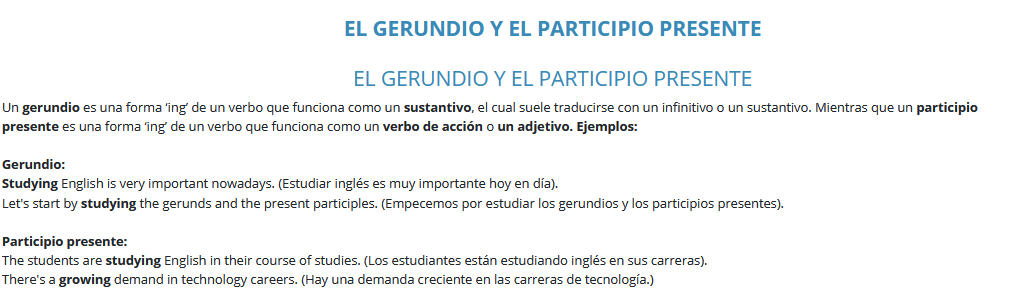 EL GERUNDIO Y EL PARTICIPIO PRESENTE
EL GERUNDIO Y EL PARTICIPIO PRESENTE
Un gerundio es una forma ‘ing’ de un verbo que funciona como un sustantivo, el cual suele traducirse con un infinitivo o un sustantivo. Mientras que un participio
presente es una forma ‘ing’ de un verbo que funciona como un verbo de acción o un adjetivo. Ejemplos:
Gerundio:
Studying English is very important nowadays. (Estudiar inglés es muy importante hoy en día).
Let's start by studying the gerunds and the present participles. (Empecemos por estudiar los gerundios y los participios presentes).
Participio presente:
The students are studying English in their course of studies. (Los estudiantes están estudiando inglés en sus carreras).
There's a growing demand in technology careers. (Hay una demanda creciente en las carreras de tecnología.)